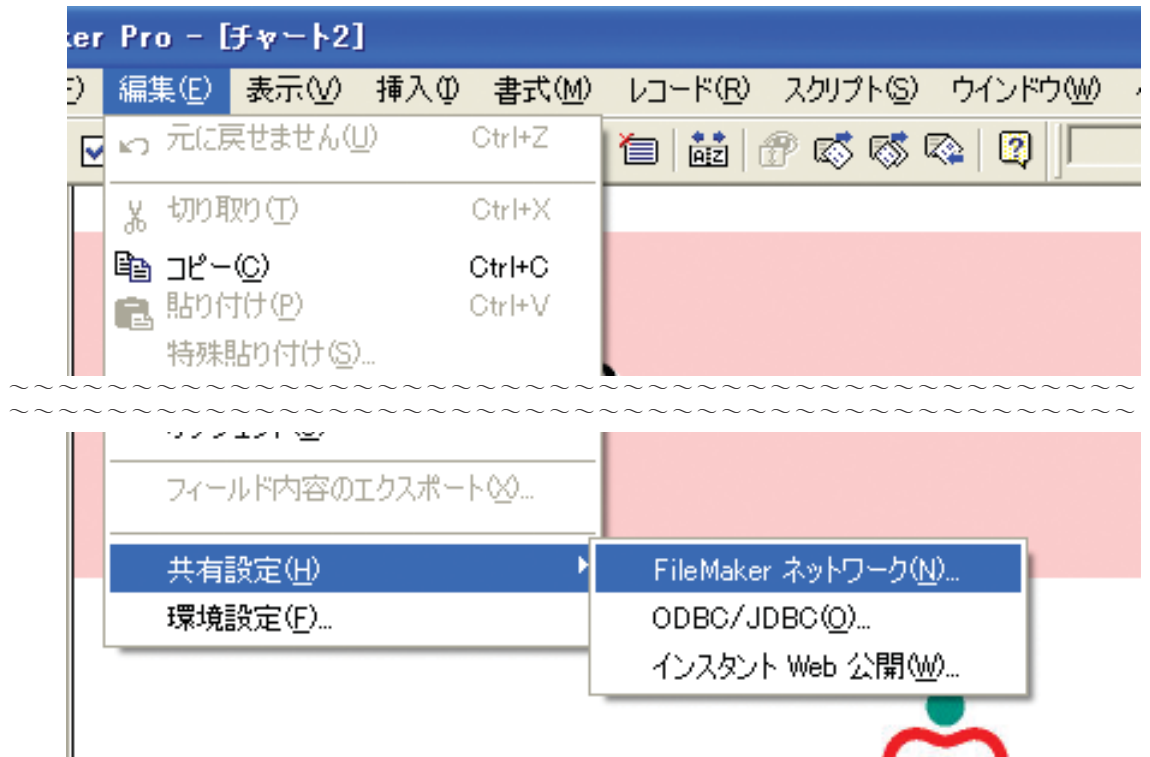 ker Pro - [チャート2]
編集(E) 表示(V) 挿入(I) 書式(M) レコード(R) スクリプト(S) ウインドウ(W)
元に戻せません(U) Ctrl+Z
切り取り(T) Ctrl+X
コピー(C) Ctrl+C
貼り付け(P) Ctrl+V
特殊貼り付け(S)...
フィールド内容のエクスポート(X)...
共有設定(H)
FileMaker ネットワーク(N)...
環境設定(F)...
ODBC/JDBC(O)...
インスタント Web 公開(W)...